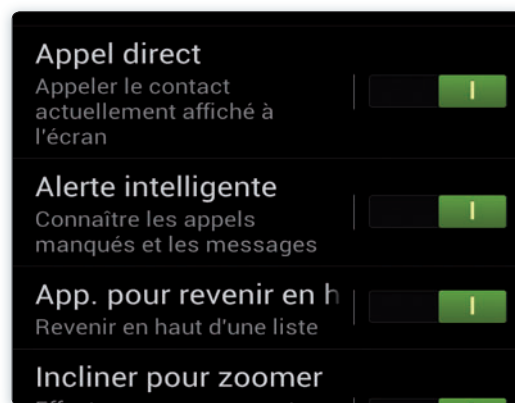 Appel direct
Appeler le contact
actuellement affiché à
l'écran
Alerte intelligente
Connaître les appels
manqués et les messages
App. pour revenir en h
Revenir en haut d'une liste
Incliner pour zoomer